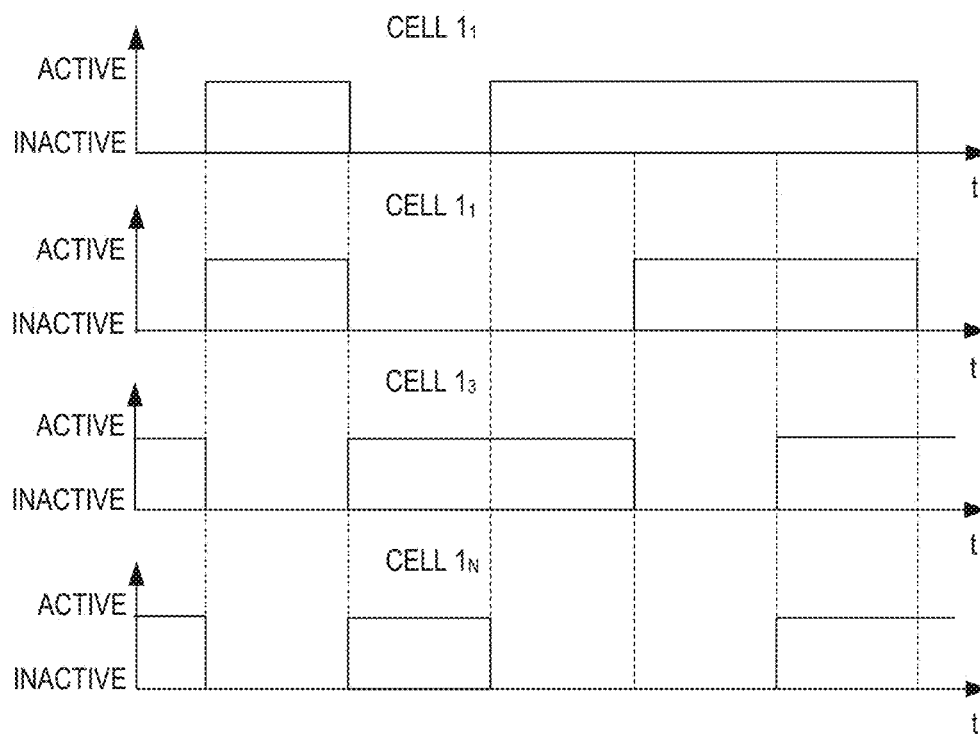 CELL 1₁
ACTIVE
INACTIVE
t
CELL 1₁
ACTIVE
INACTIVE
t
CELL 1₃
ACTIVE
INACTIVE
t
CELL 1N
ACTIVE
INACTIVE
t